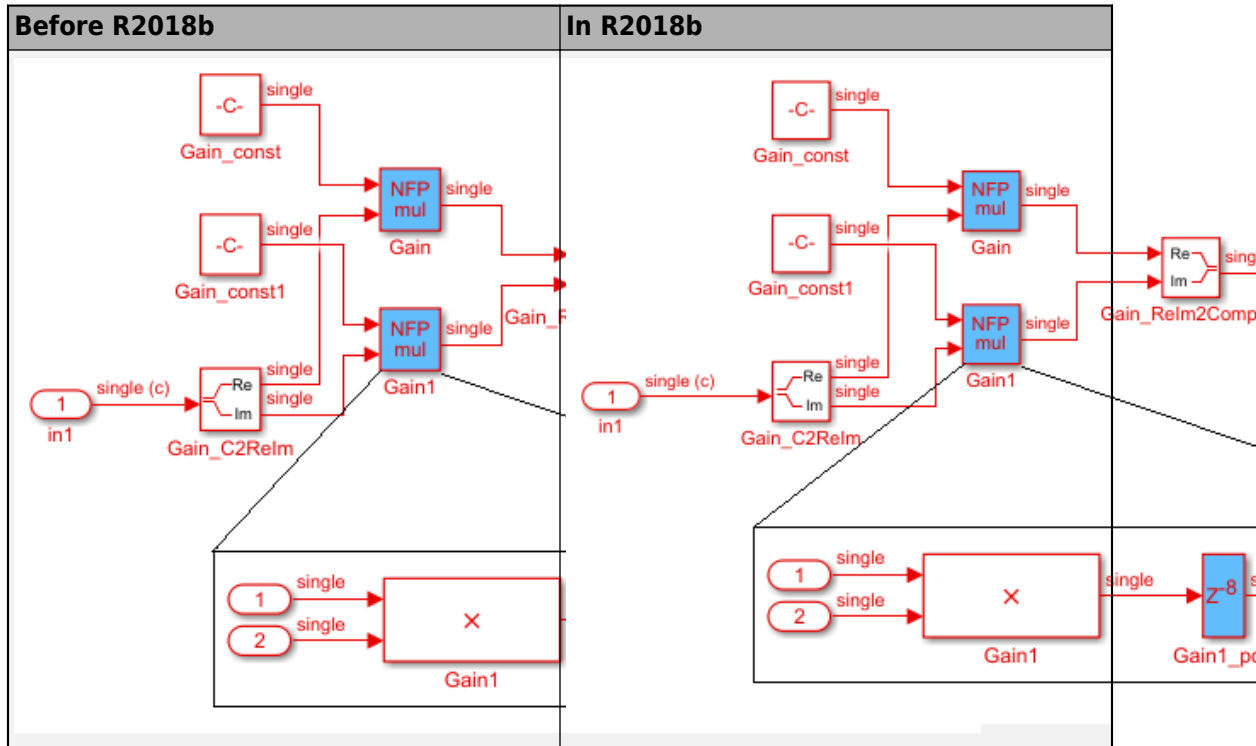 Before R2018b
-C-
single
Gain_const
NFP
mul
single
Gain
-C-
single
Gain_const1
NFP
mul
single
Gain1
1
in1
single (c)
Re
Im
single
single
Gain_C2ReIm
1
single
2
single
×
Gain1
In R2018b
-C-
single
Gain_const
NFP
mul
single
Gain
-C-
single
Gain_const1
NFP
mul
single
Gain1
Re
Im
1
in1
single (c)
Re
Im
single
single
Gain_C2ReIm
1
single
2
single
×
Gain1
single
Z-8